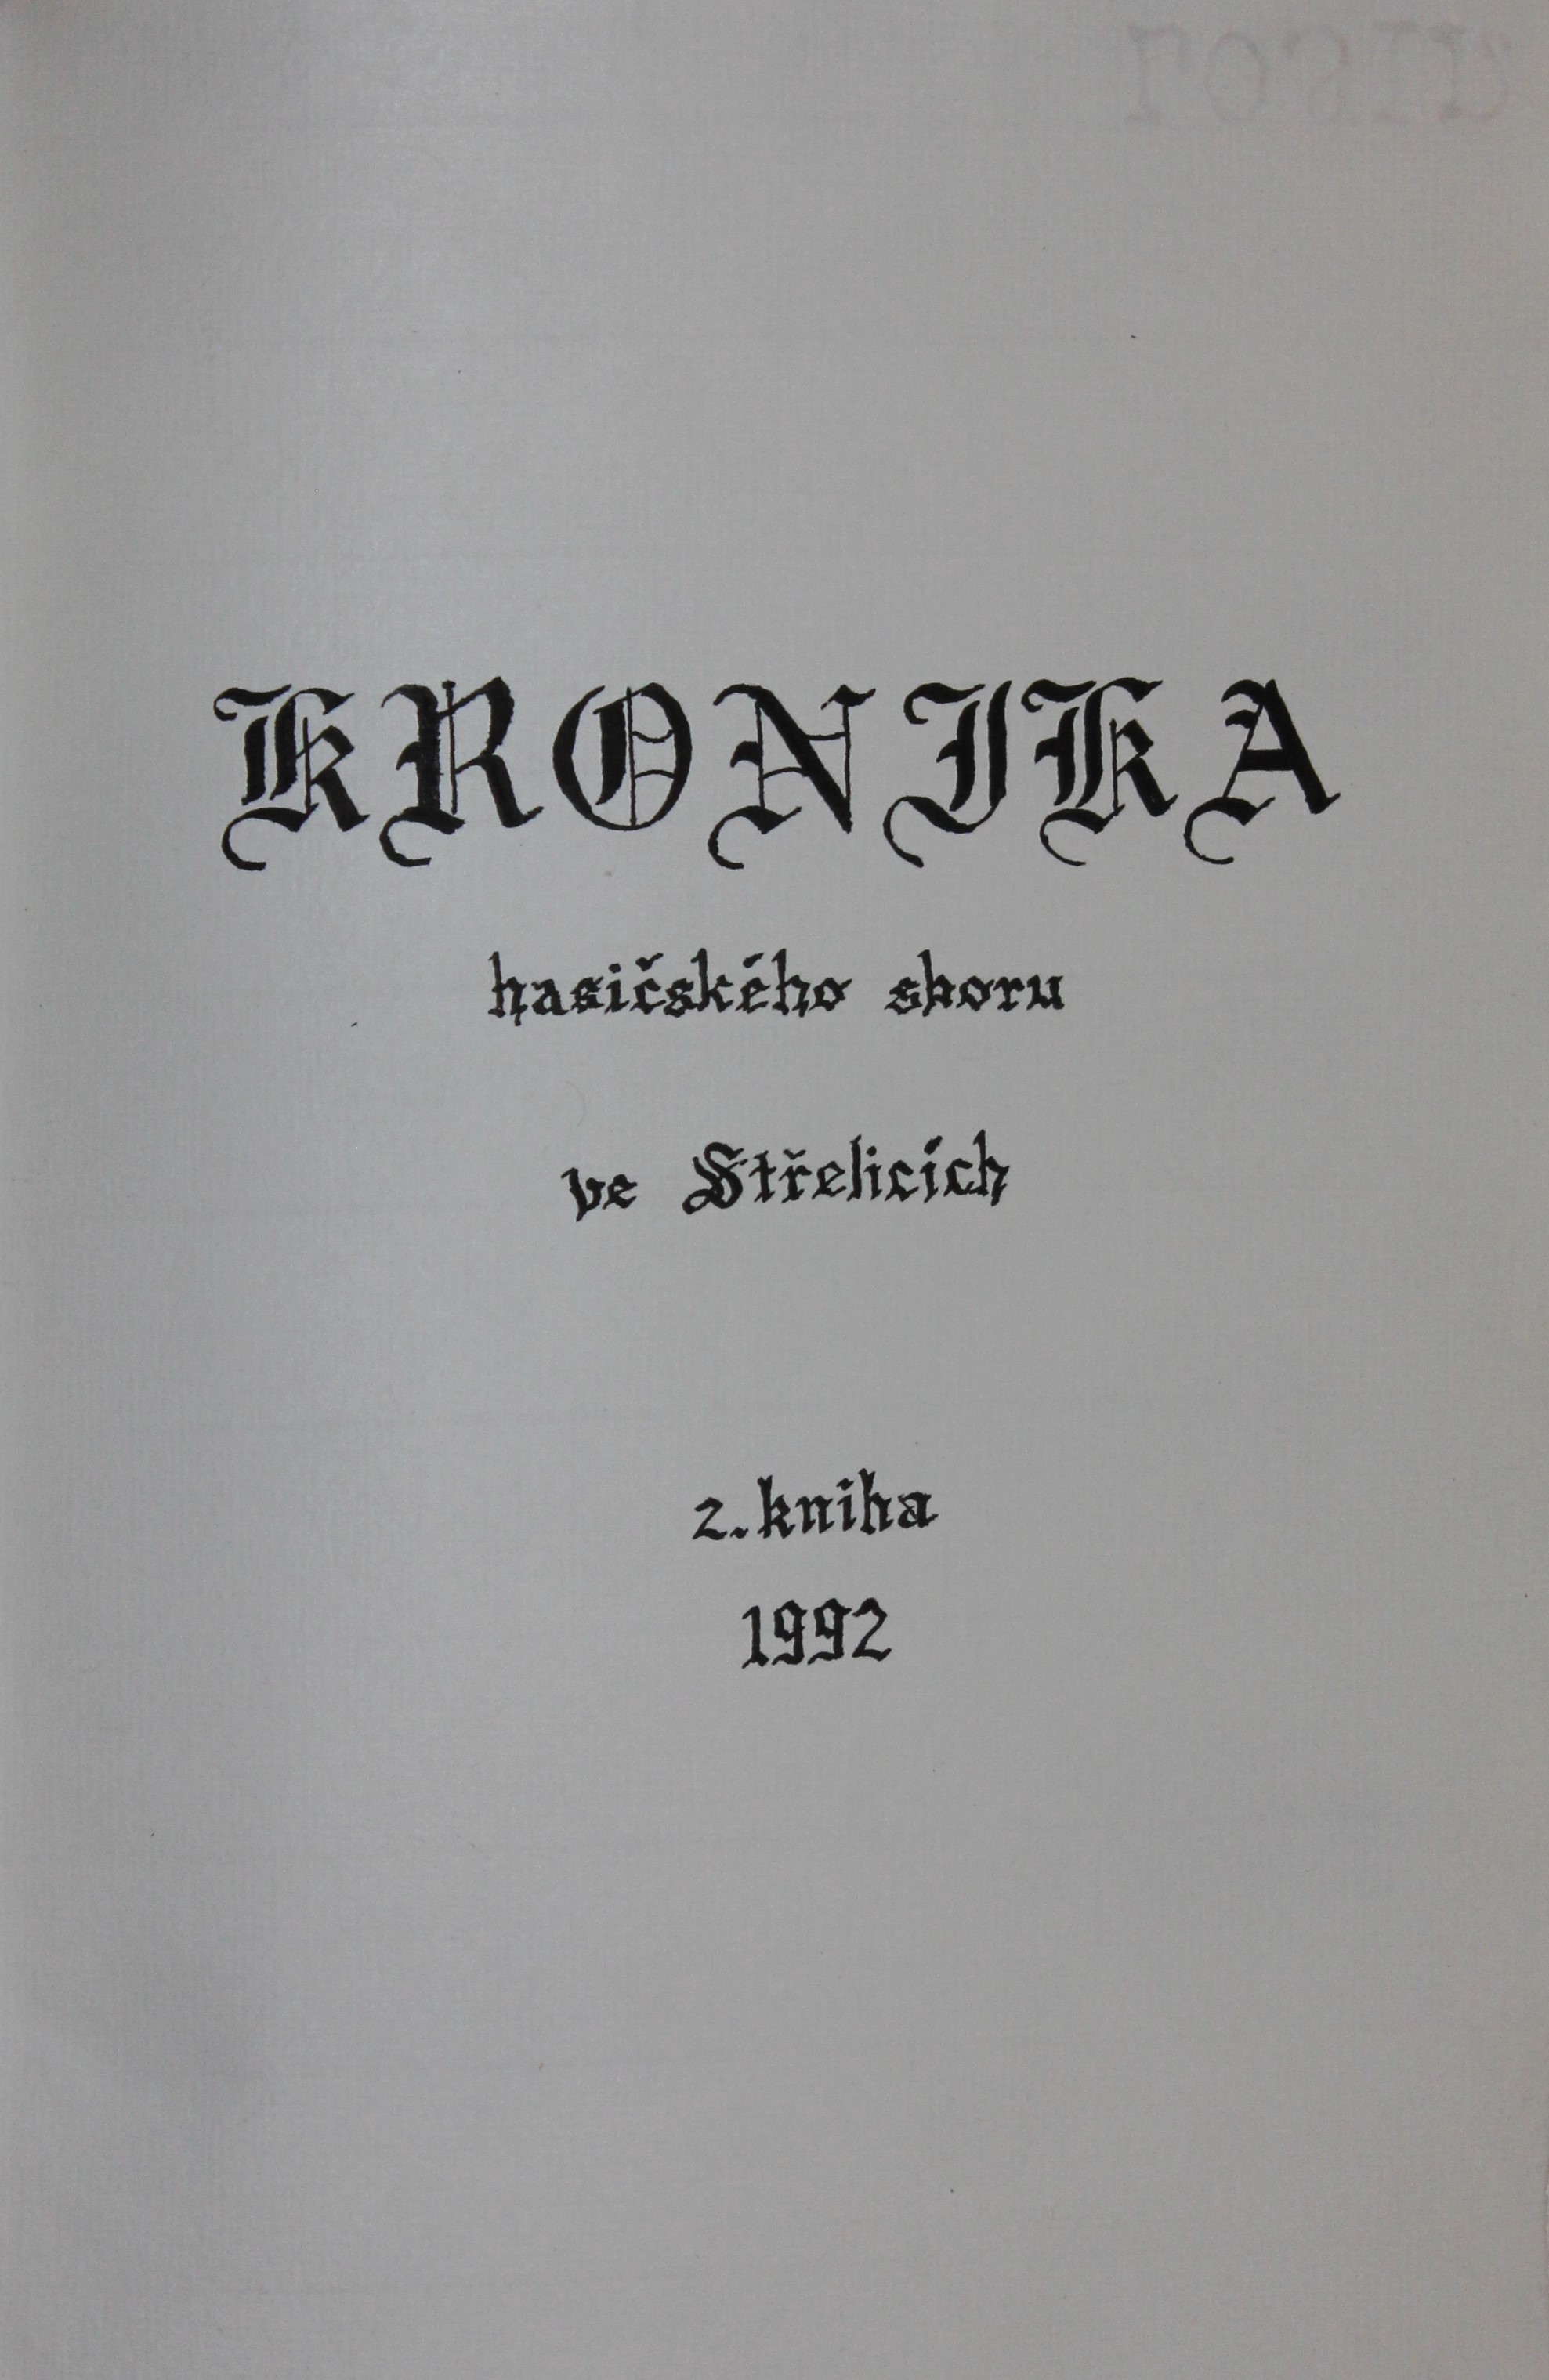 KRONIKA
hasičského sboru
ve Střelicích
2.kniha
1992